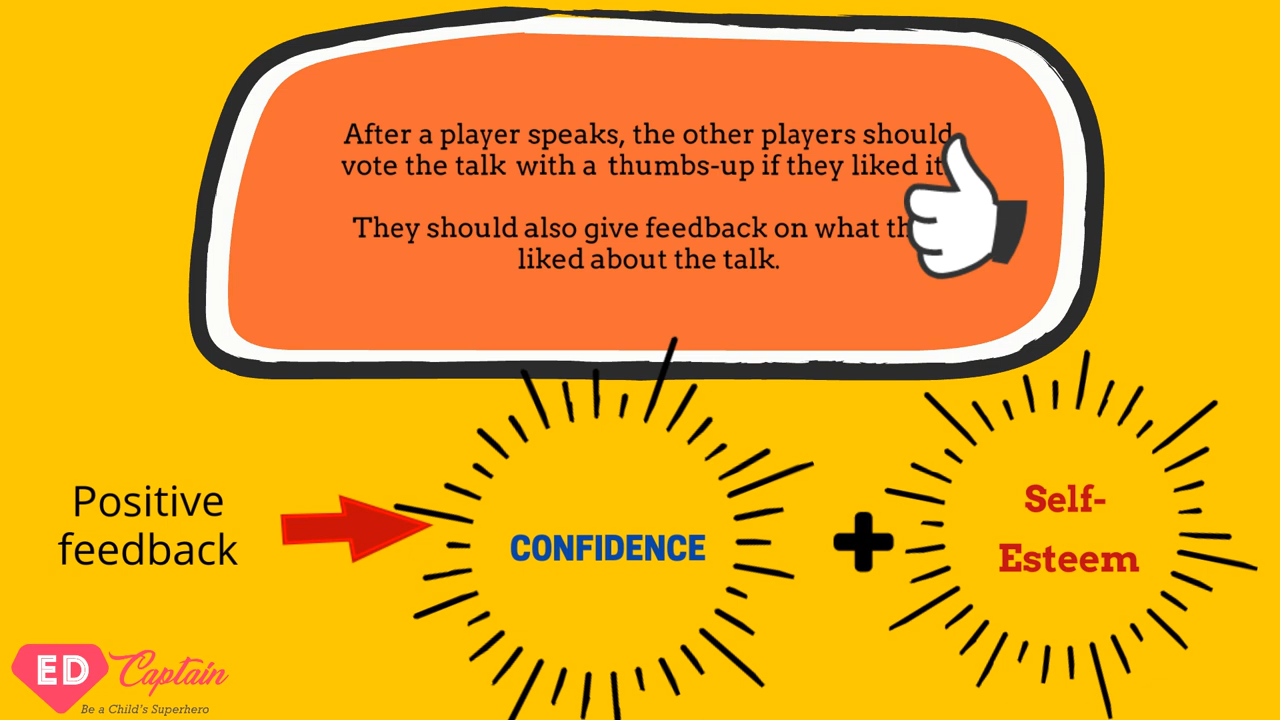 After a player speaks, the other players should
vote the talk with a thumbs-up if they liked it
They should also give feedback on what th
liked about the talk.
Positive
feedback
CONFIDENCE
Self-
Esteem
ED Captain
Be a Child's Superhero